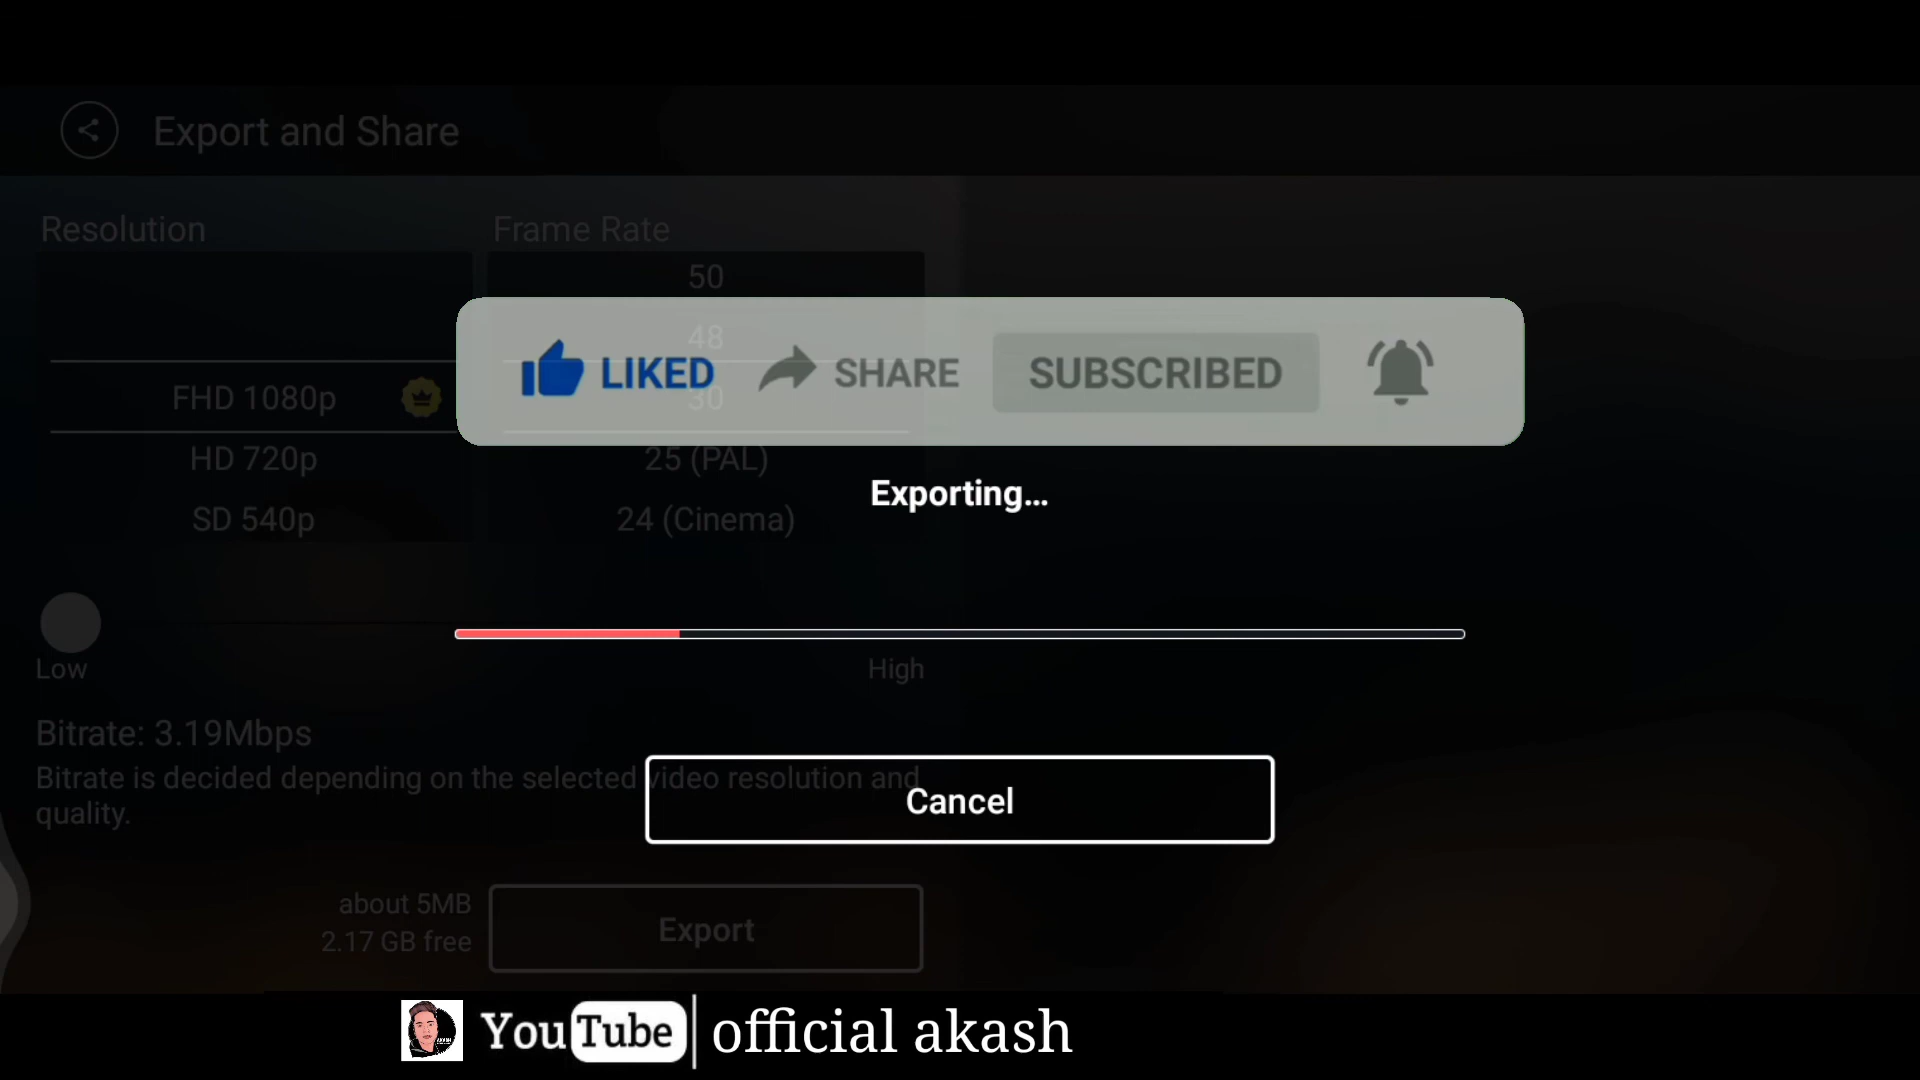 Export and Share
Resolution
Frame Rate
50
48
LIKED SHARE SUBSCRIBED
FHD 1080p
30
HD 720p
25 (PAL)
Exporting...
SD 540p
24 (Cinema)
Low
High
Bitrate: 3.19Mbps
Bitrate is decided depending on the selected video resolution and
quality.
Cancel
about 5MB
2.17 GB free
Export
YouTube official akash